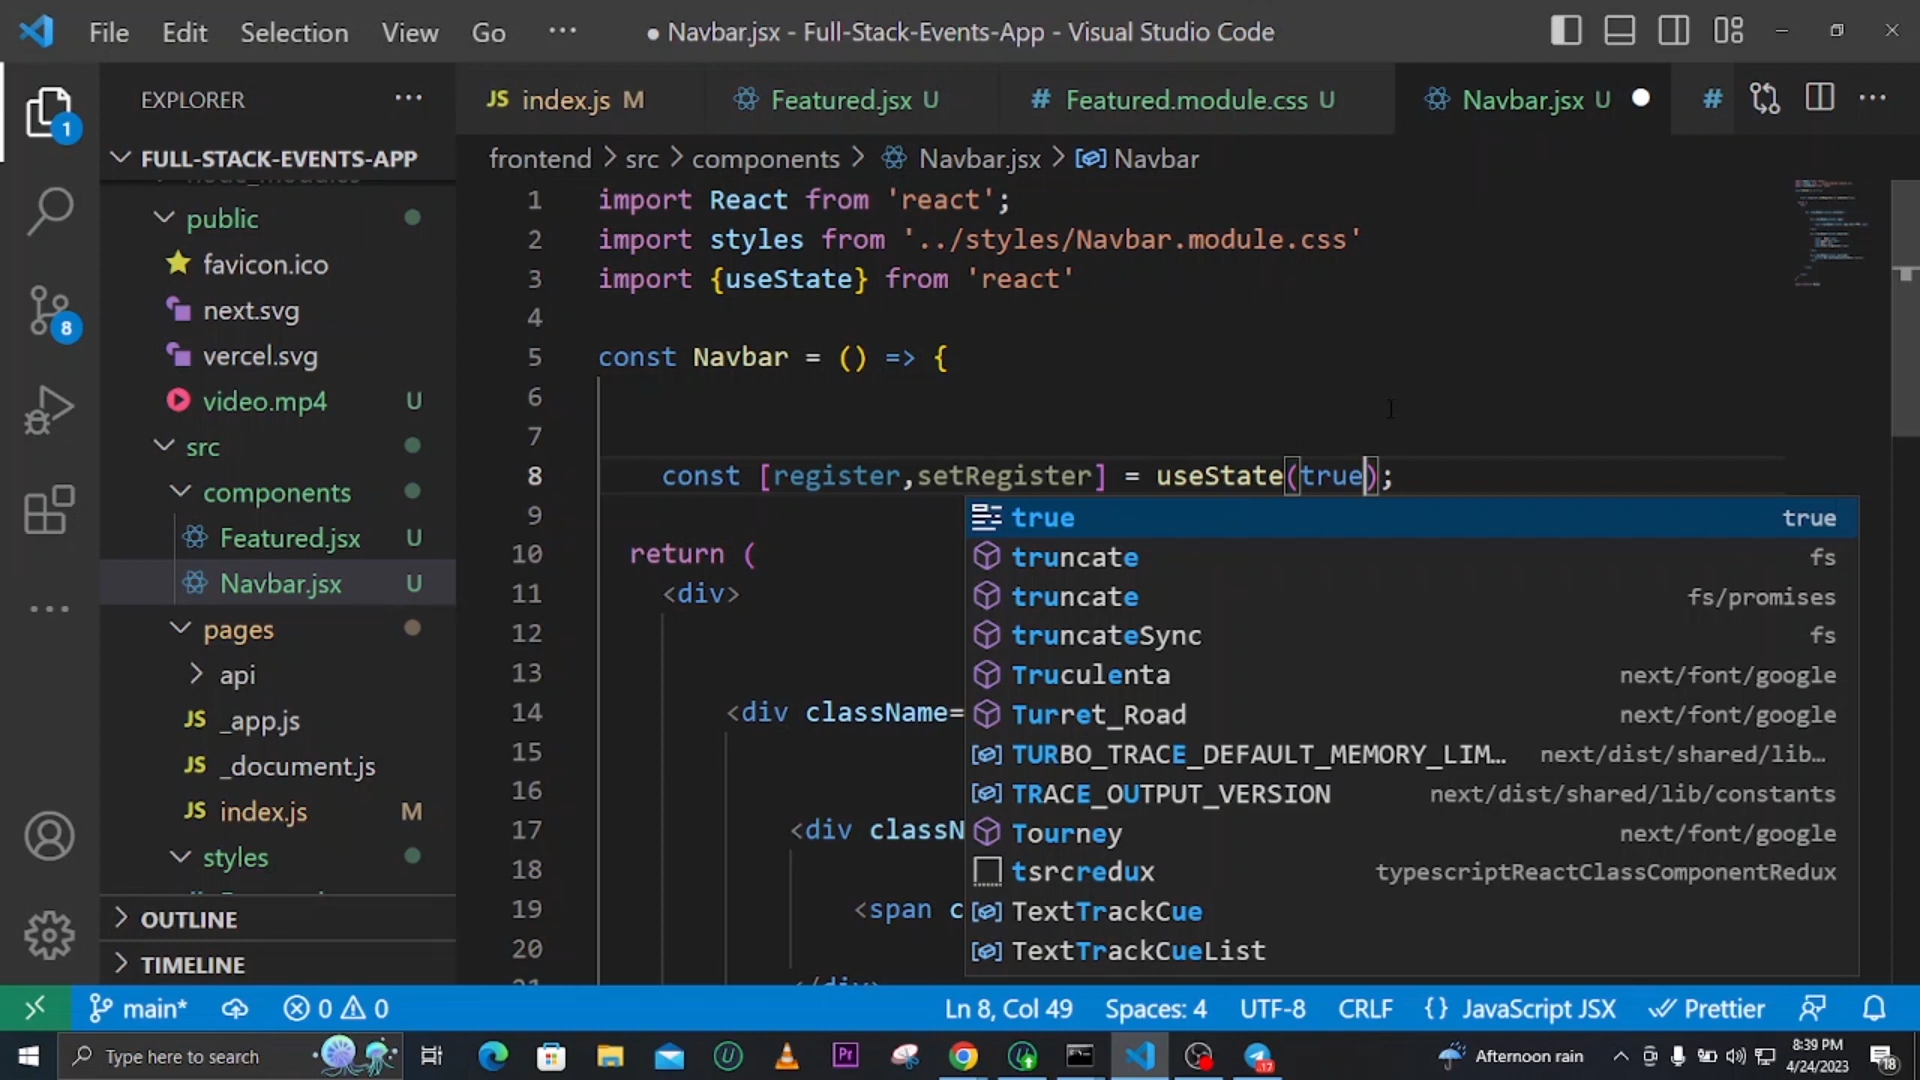 File Edit Selection View Go ··· ● Navbar.jsx - Full-Stack-Events-App - Visual Studio Code
EXPLORER ···
1
8
FULL-STACK-EVENTS-APP
node_modules
public
favicon.ico
next.svg
vercel.svg
video.mp4 U
src
components
Featured.jsx U
Navbar.jsx U
pages
api
JS _app.js
JS _document.js
JS index.js M
styles
OUTLINE
TIMELINE
JS index.js M Featured.jsx U # Featured.module.css U Navbar.jsx U ● # ···
frontend > src > components > Navbar.jsx > Navbar
1 import React from 'react';
2 import styles from '../styles/Navbar.module.css'
3 import {useState} from 'react'
4
5 const Navbar = () => {
6
7
8 const [register,setRegister] = useState(true);
9
10 return (
11 <div>
12
13
14 <div className=
15
16
17 <div classN
18
19 <span c
20
21 </div>
true true
truncate fs
truncate fs/promises
truncateSync fs
Truculenta next/font/google
Turret_Road next/font/google
TURBO_TRACE_DEFAULT_MEMORY_LIM… next/dist/shared/lib…
TRACE_OUTPUT_VERSION next/dist/shared/lib/constants
Tourney next/font/google
tsrcredux typescriptReactClassComponentRedux
TextTrackCue
TextTrackCueList
main* 0 0 Ln 8, Col 49 Spaces: 4 UTF-8 CRLF {} JavaScript JSX Prettier
Type here to search Pr 17 Afternoon rain 8:39 PM
4/24/2023 18